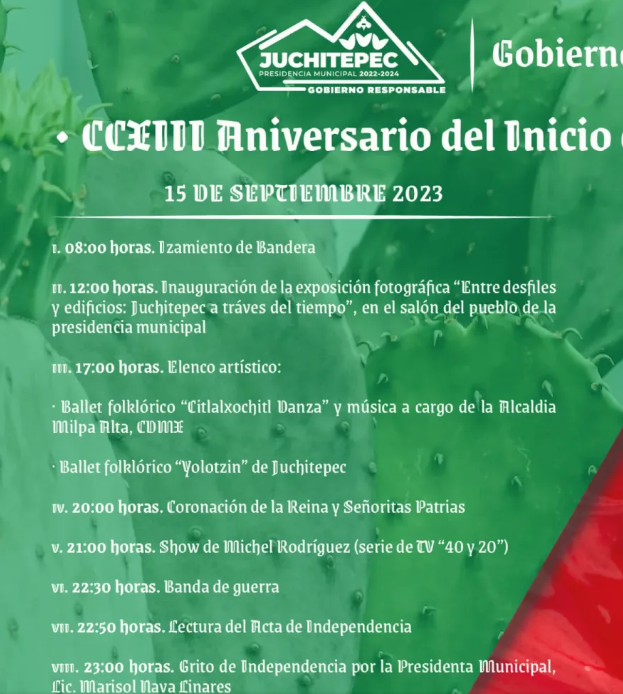 JUCHITEPEC
PRESIDENCIA MUNICIPAL 2022-2024
GOBIERNO RESPONSABLE
Gobierno
• CCXIII Aniversario del Inicio
15 DE SEPTIEMBRE 2023
I. 08:00 horas. Izamiento de Bandera
II. 12:00 horas. Inauguración de la exposición fotográfica “Entre desfiles
y edificios: Juchitepec a tráves del tiempo”, en el salón del pueblo de la
presidencia municipal
III. 17:00 horas. Elenco artístico:
· Ballet folklórico “Citlalxochitl Danza” y música a cargo de la Alcaldia
Milpa Alta, CDMX
· Ballet folklórico “Yolotzin” de Juchitepec
IV. 20:00 horas. Coronación de la Reina y Señoritas Patrias
V. 21:00 horas. Show de Michel Rodríguez (serie de TV “40 y 20”)
VI. 22:30 horas. Banda de guerra
VII. 22:50 horas. Lectura del Acta de Independencia
VIII. 23:00 horas. Grito de Independencia por la Presidenta Municipal,
Lic. Marisol Nava Linares